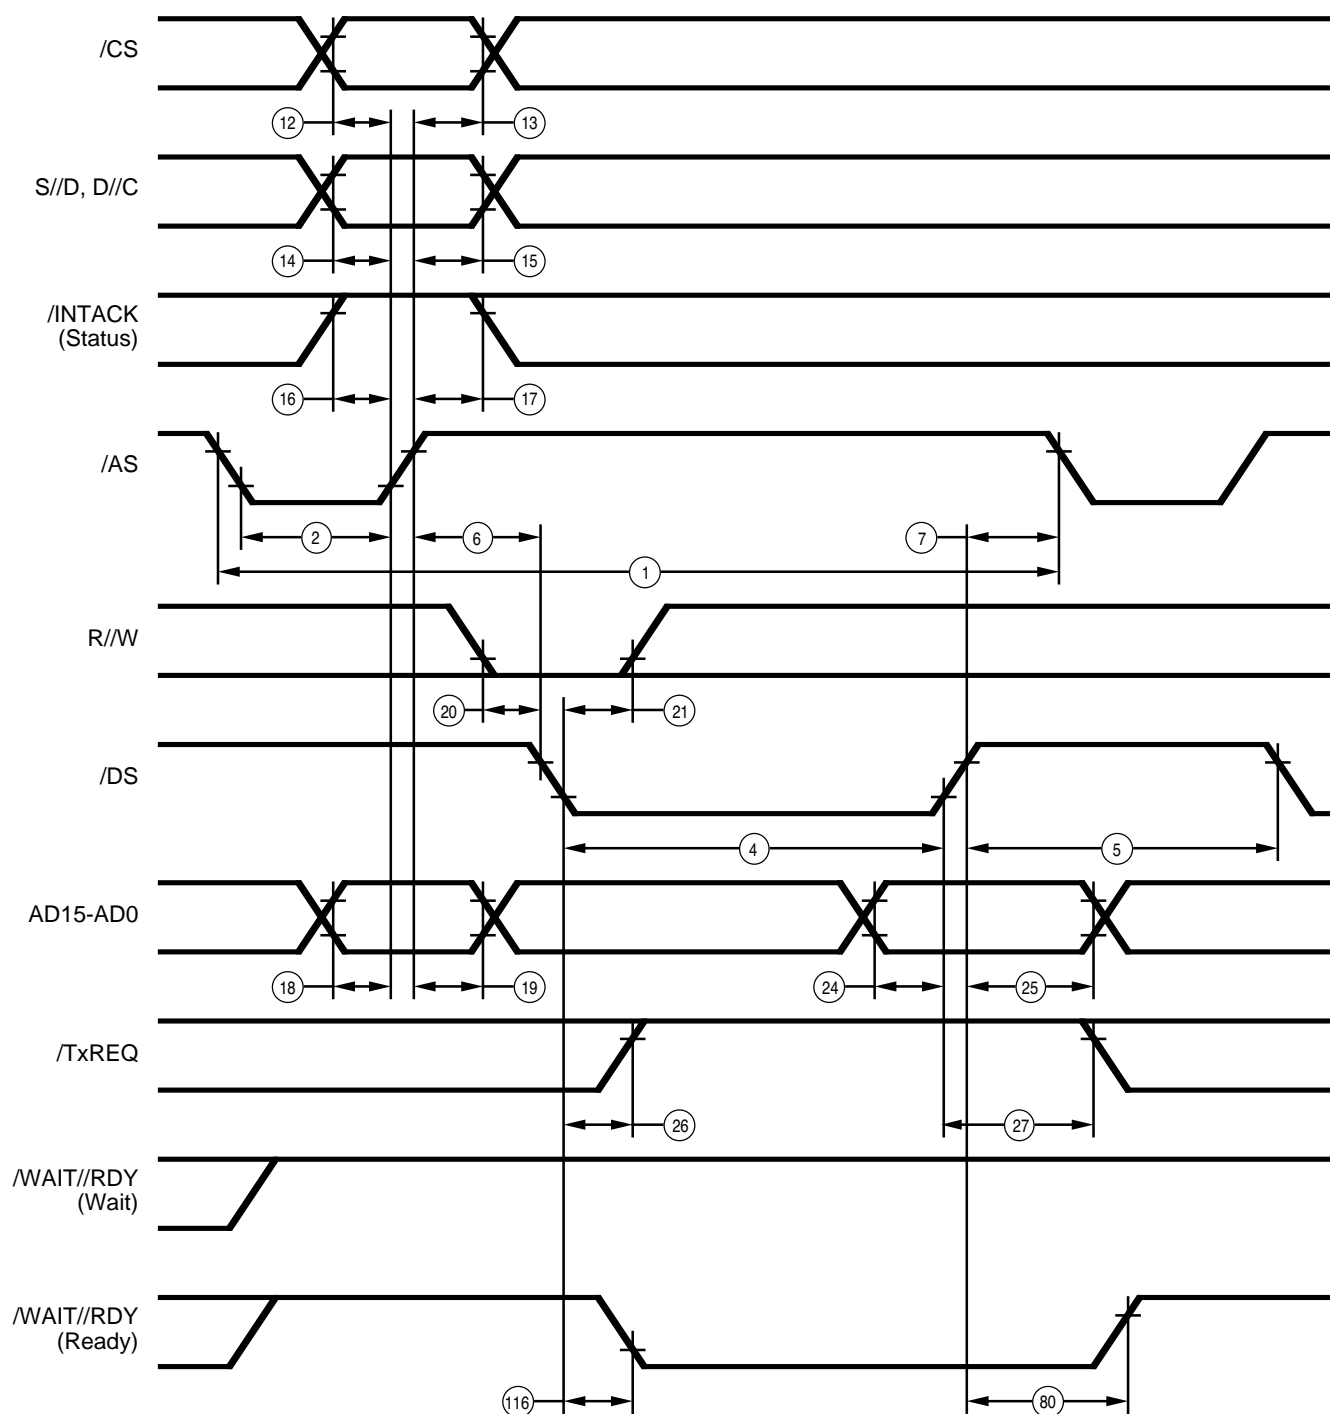 /CS
12
13
S//D, D//C
14
15
/INTACK
(Status)
16
17
/AS
2
6
7
1
R//W
20
21
/DS
4
5
AD15-AD0
18
19
24
25
/TxREQ
26
27
/WAIT//RDY
(Wait)
/WAIT//RDY
(Ready)
116
80